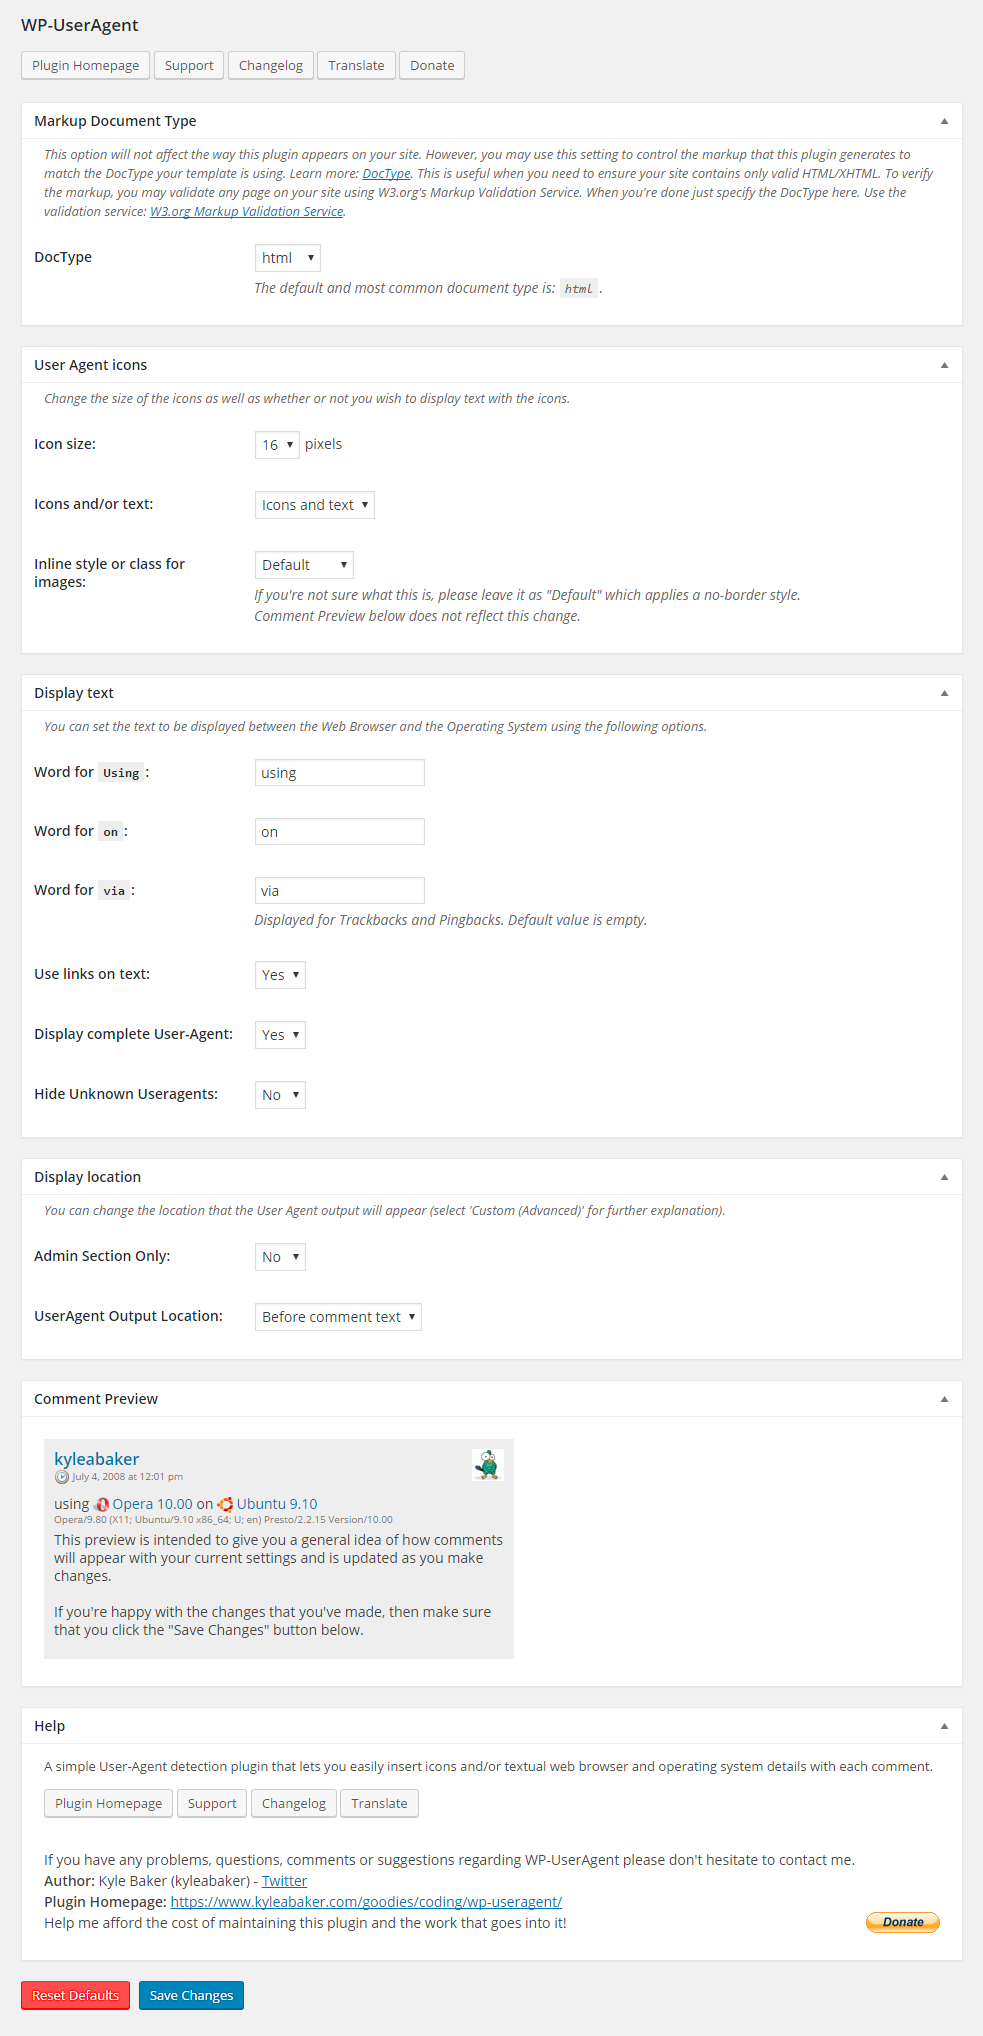 WP-UserAgent
Plugin Homepage Support Changelog Translate Donate
Markup Document Type
This option will not affect the way this plugin appears on your site. However, you may use this setting to control the markup that this plugin generates to
match the DocType your template is using. Learn more: DocType. This is useful when you need to ensure your site contains only valid HTML/XHTML. To verify
the markup, you may validate any page on your site using W3.org's Markup Validation Service. When you're done just specify the DocType here. Use the
validation service: W3.org Markup Validation Service.
DocType html
The default and most common document type is: html .
User Agent icons
Change the size of the icons as well as whether or not you wish to display text with the icons.
Icon size: 16 pixels
Icons and/or text: Icons and text
Inline style or class for
images:
Default
If you're not sure what this is, please leave it as "Default" which applies a no-border style.
Comment Preview below does not reflect this change.
Display text
You can set the text to be displayed between the Web Browser and the Operating System using the following options.
Word for Using : using
Word for on : on
Word for via : via
Displayed for Trackbacks and Pingbacks. Default value is empty.
Use links on text: Yes
Display complete User-Agent: Yes
Hide Unknown Useragents: No
Display location
You can change the location that the User Agent output will appear (select 'Custom (Advanced)' for further explanation).
Admin Section Only: No
UserAgent Output Location: Before comment text
Comment Preview
kyleabaker
July 4, 2008 at 12:01 pm
using Opera 10.00 on Ubuntu 9.10
Opera/9.80 (X11; Ubuntu/9.10 x86_64; U; en) Presto/2.2.15 Version/10.00
This preview is intended to give you a general idea of how comments
will appear with your current settings and is updated as you make
changes.
If you're happy with the changes that you've made, then make sure
that you click the "Save Changes" button below.
Help
A simple User-Agent detection plugin that lets you easily insert icons and/or textual web browser and operating system details with each comment.
Plugin Homepage Support Changelog Translate
If you have any problems, questions, comments or suggestions regarding WP-UserAgent please don't hesitate to contact me.
Author: Kyle Baker (kyleabaker) - Twitter
Plugin Homepage: https://www.kyleabaker.com/goodies/coding/wp-useragent/
Help me afford the cost of maintaining this plugin and the work that goes into it! Donate
Reset Defaults Save Changes